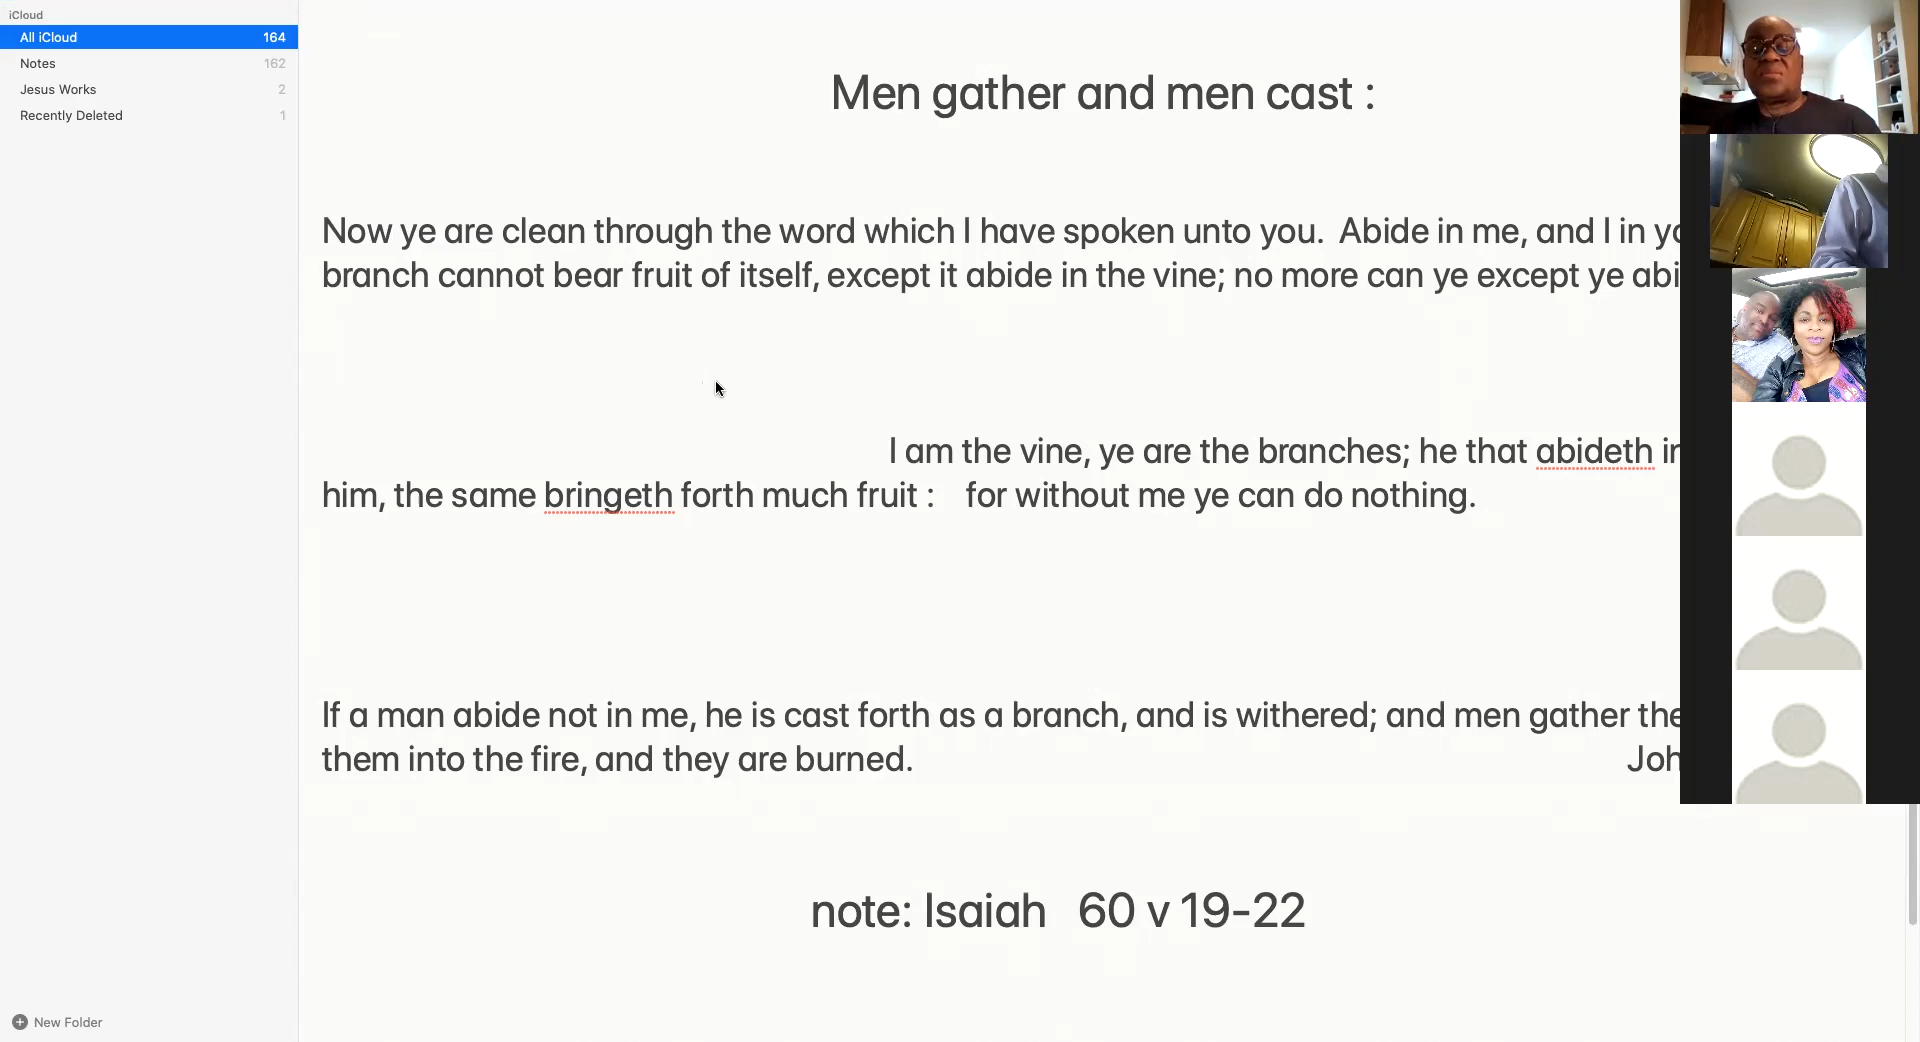 iCloud
All iCloud 164
Notes 162
Jesus Works 2
Recently Deleted 1
Men gather and men cast :
Now ye are clean through the word which I have spoken unto you. Abide in me, and I in
branch cannot bear fruit of itself, except it abide in the vine; no more can ye except ye
I am the vine, ye are the branches; he that abideth
him, the same bringeth forth much fruit : for without me ye can do nothing.
If a man abide not in me, he is cast forth as a branch, and is withered; and men gather
them into the fire, and they are burned.
note: Isaiah 60 v 19-22
New Folder